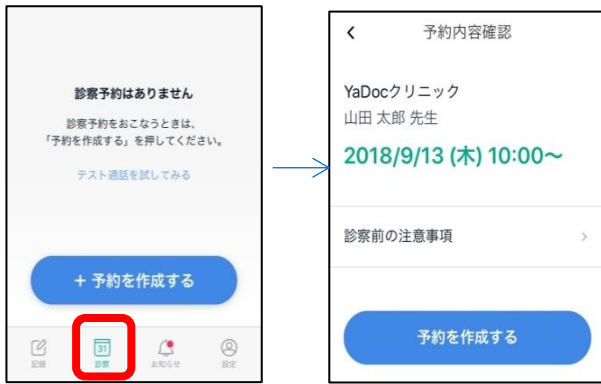 診察予約はありません
診察予約をおこなうときは、
「予約を作成する」を押してください。
テスト通話を試してみる
+ 予約を作成する
31
記録
診察
お知らせ
設定
予約内容確認
YaDocクリニック
山田 太郎 先生
2018/9/13 (木) 10:00〜
診察前の注意事項
予約を作成する